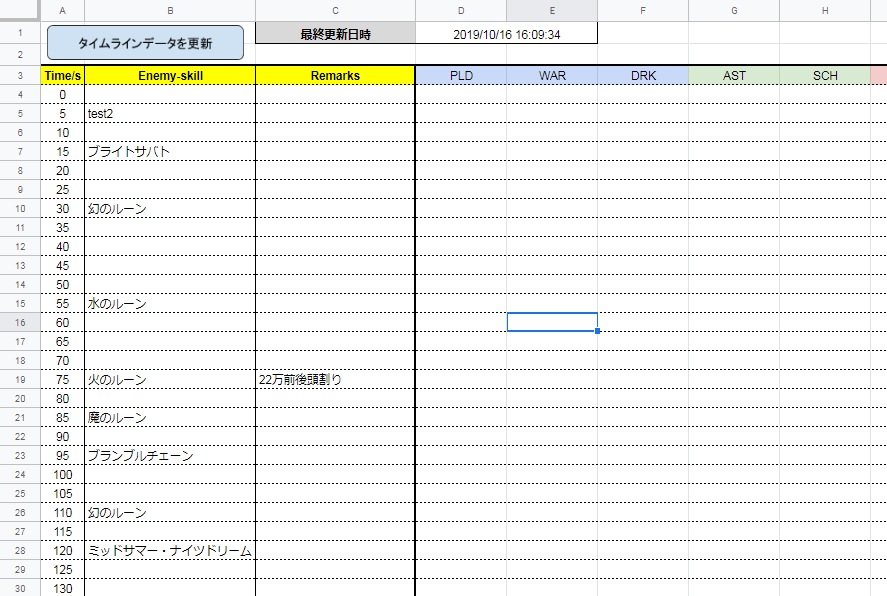 A B C D E F G H
1 タイムラインデータを更新 最終更新日時 2019/10/16 16:09:34
2
3 Time/s Enemy-skill Remarks PLD WAR DRK AST SCH
4 0
5 5 test2
6 10
7 15 ブライトサバト
8 20
9 25
10 30 幻のルーン
11 35
12 40
13 45
14 50
15 55 水のルーン
16 60
17 65
18 70
19 75 火のルーン 22万前後頭割り
20 80
21 85 魔のルーン
22 90
23 95 ブランブルチェーン
24 100
25 105
26 110 幻のルーン
27 115
28 120 ミッドサマー・ナイツドリーム
29 125
30 130